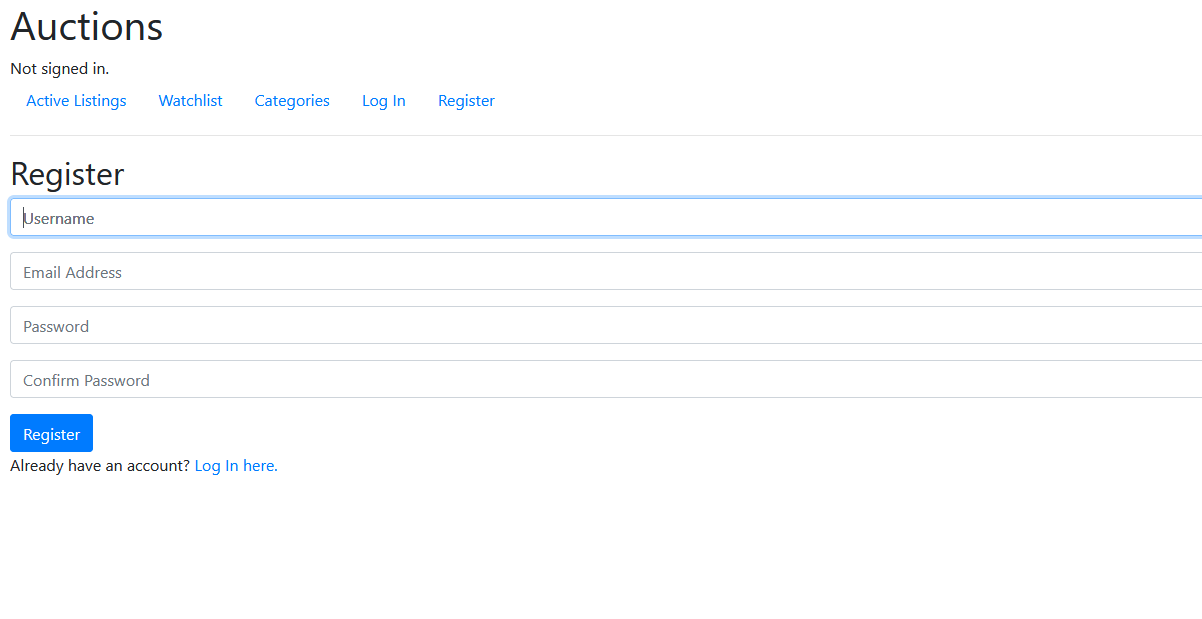 Auctions
Not signed in.
Active Listings Watchlist Categories Log In Register
Register
Username
Email Address
Password
Confirm Password
Register
Already have an account? Log In here.